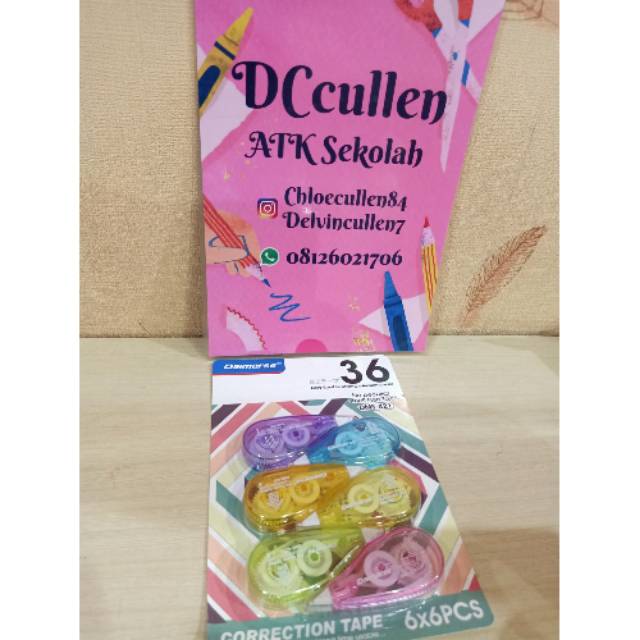 DCcullen
ATK Sekolah
Chloecullen84
Delvincullen7
08126021706
36
CORRECTION TAPE 6x6PCS